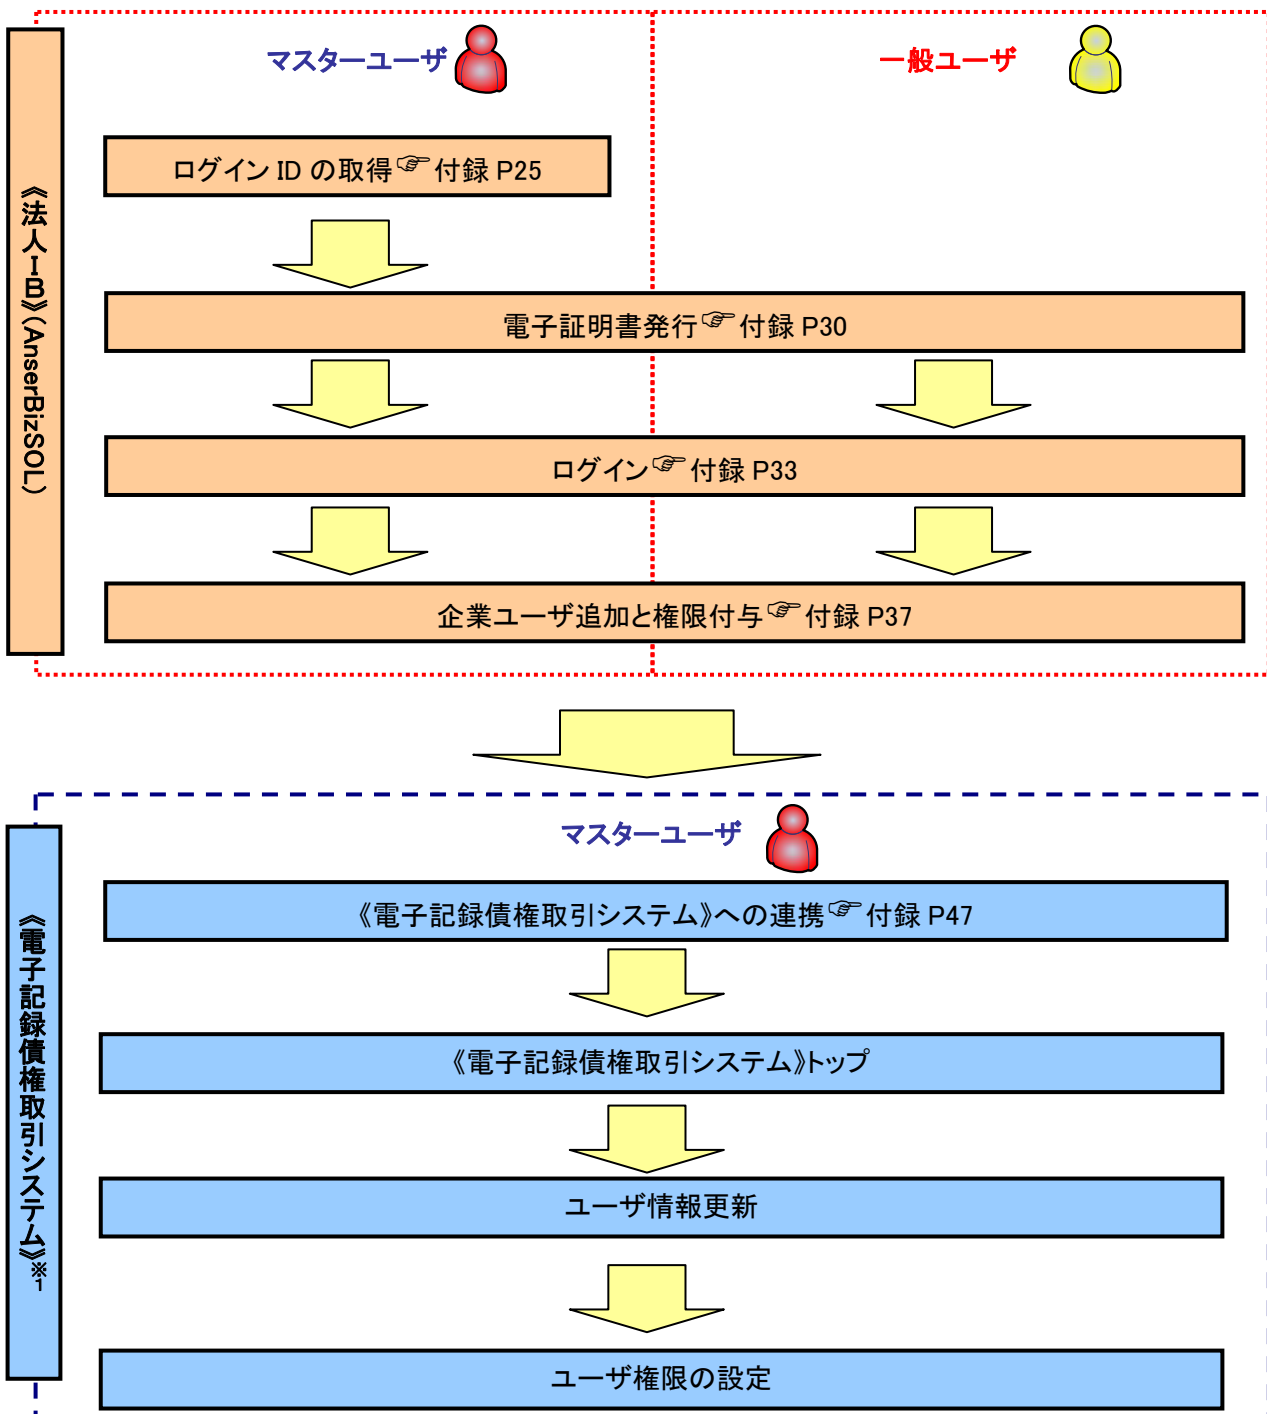 マスターユーザ
一般ユーザ
《法人IB》(AnserBizSOL)
ログイン ID の取得☞ 付録 P25
電子証明書発行☞ 付録 P30
ログイン☞ 付録 P33
企業ユーザ追加と権限付与☞ 付録 P37
マスターユーザ
《電子記録債権取引システム》※1
《電子記録債権取引システム》への連携☞ 付録 P47
《電子記録債権取引システム》トップ
ユーザ情報更新
ユーザ権限の設定